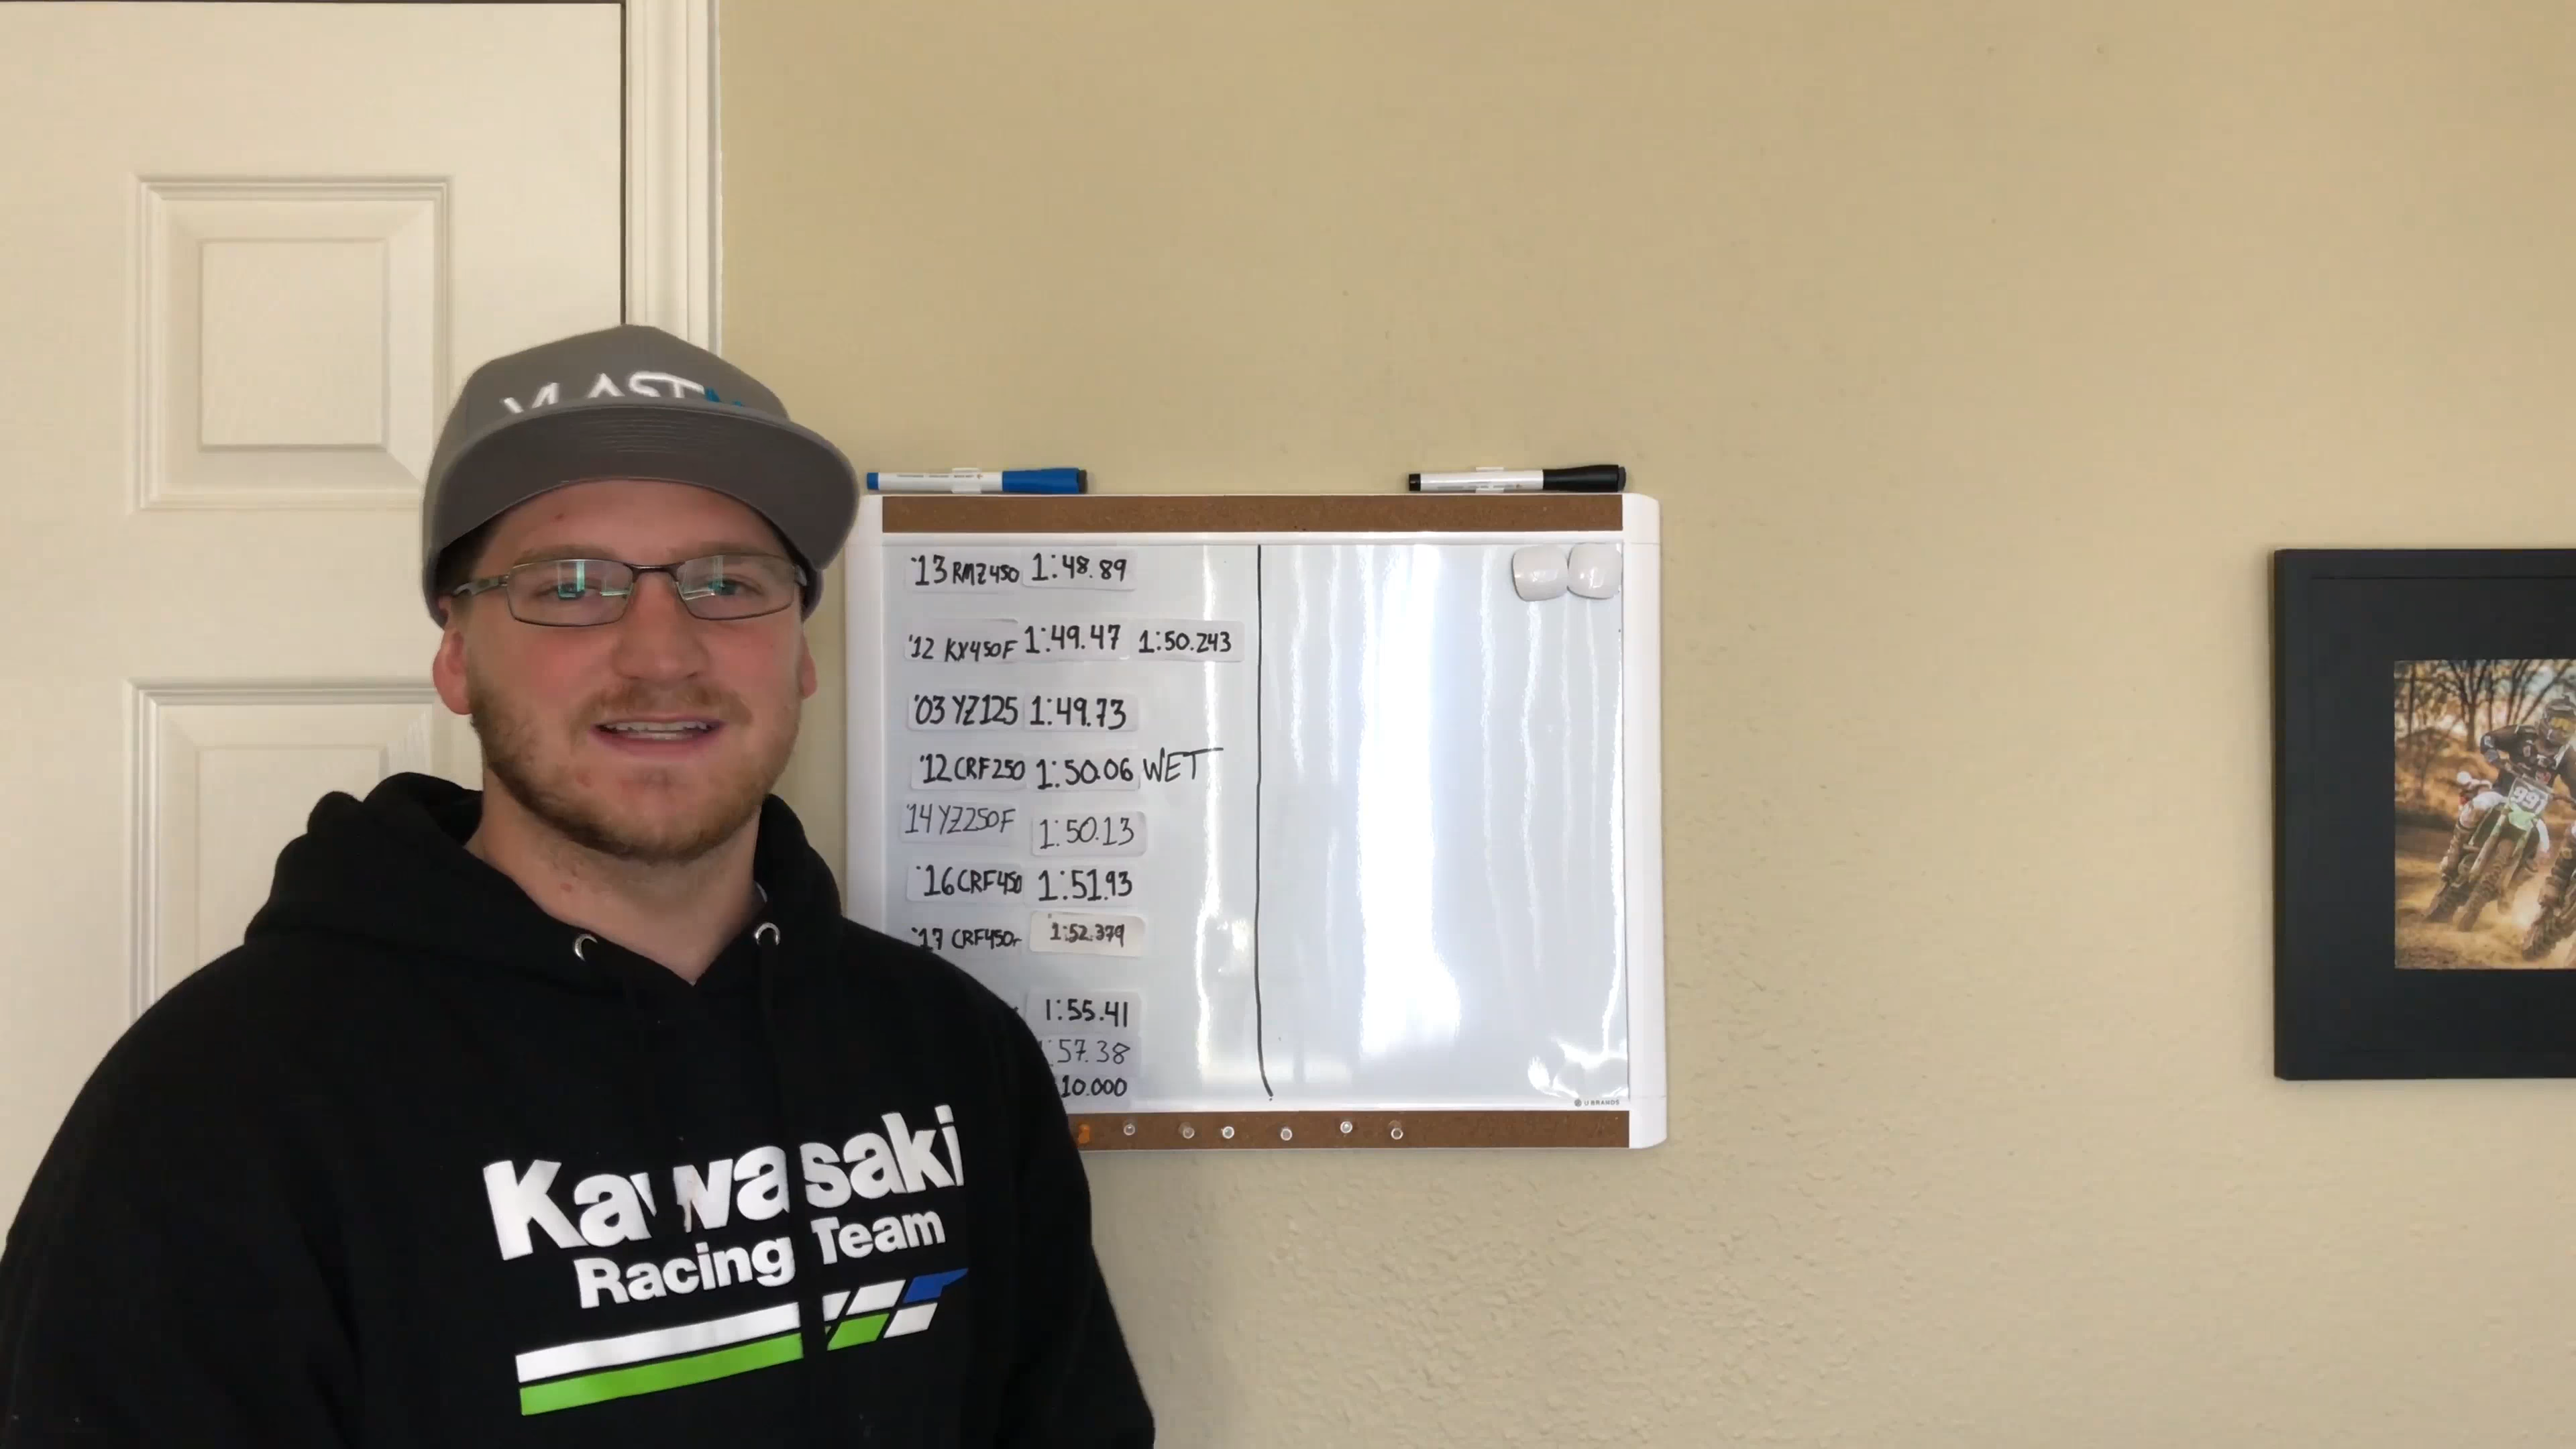 '13 RMZ450 1:48.89
'12 KX450F 1:49.47 1:50.243
'03 YZ125 1:49.73
'12 CRF250 1:50.06 WET
'14 YZ250F 1:50.13
'16 CRF450 1:51.93
'17 CRF450r 1:52.379
1:55.41
:57.38
10.000
U BRANDS
Kawasaki
Racing Team
991